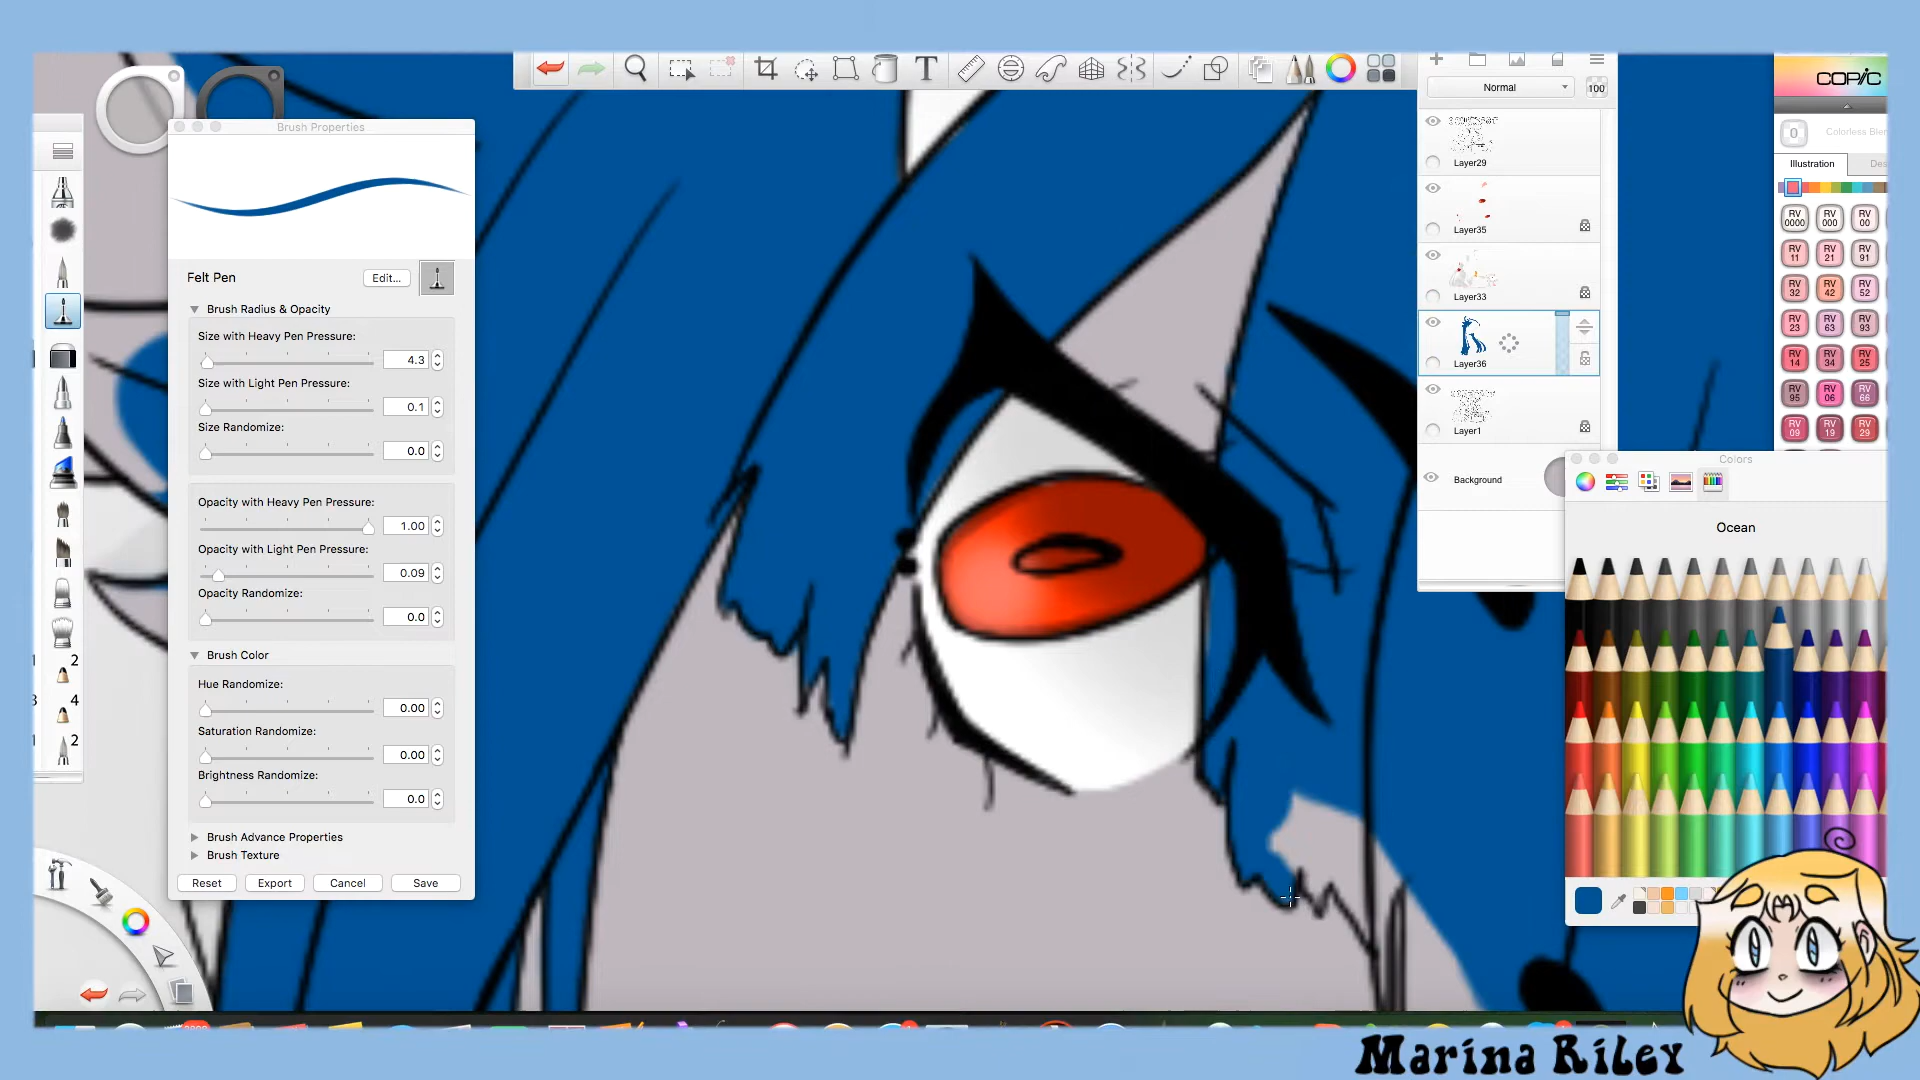 Brush Properties
Felt Pen
Edit...
Brush Radius & Opacity
Size with Heavy Pen Pressure:
4.3
Size with Light Pen Pressure:
0.1
Size Randomize:
0.0
Opacity with Heavy Pen Pressure:
1.00
Opacity with Light Pen Pressure:
0.09
Opacity Randomize:
0.0
Brush Color
Hue Randomize:
0.00
Saturation Randomize:
0.00
Brightness Randomize:
0.0
Brush Advance Properties
Brush Texture
Reset Export Cancel Save
2
4
2
T
Normal 100
Layer29
Layer35
Layer33
Layer36
Layer1
Background
COPIC
0 Colorless Blen
Illustration Des
RV 0000 RV 000 RV 00
RV 11 RV 21 RV 91
RV 32 RV 42 RV 52
RV 23 RV 63 RV 93
RV 14 RV 34 RV 25
RV 95 RV 06 RV 66
RV 09 RV 19 RV 29
Colors
Ocean
Marina Riley